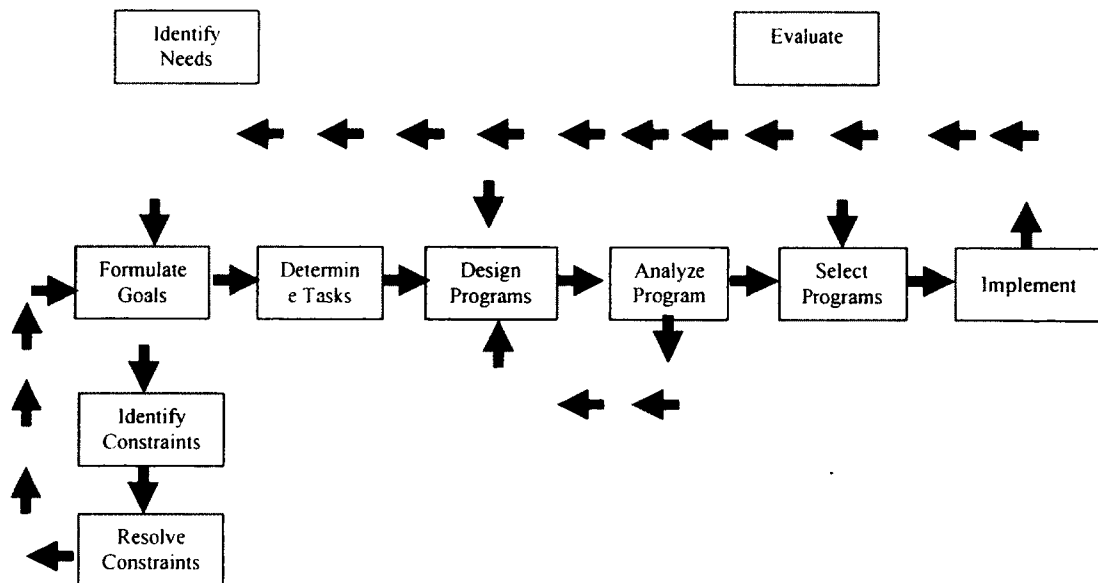 Identify
Needs
Evaluate
Formulate
Goals
Determin
e Tasks
Design
Programs
Analyze
Program
Select
Programs
Implement
Identify
Constraints
Resolve
Constraints